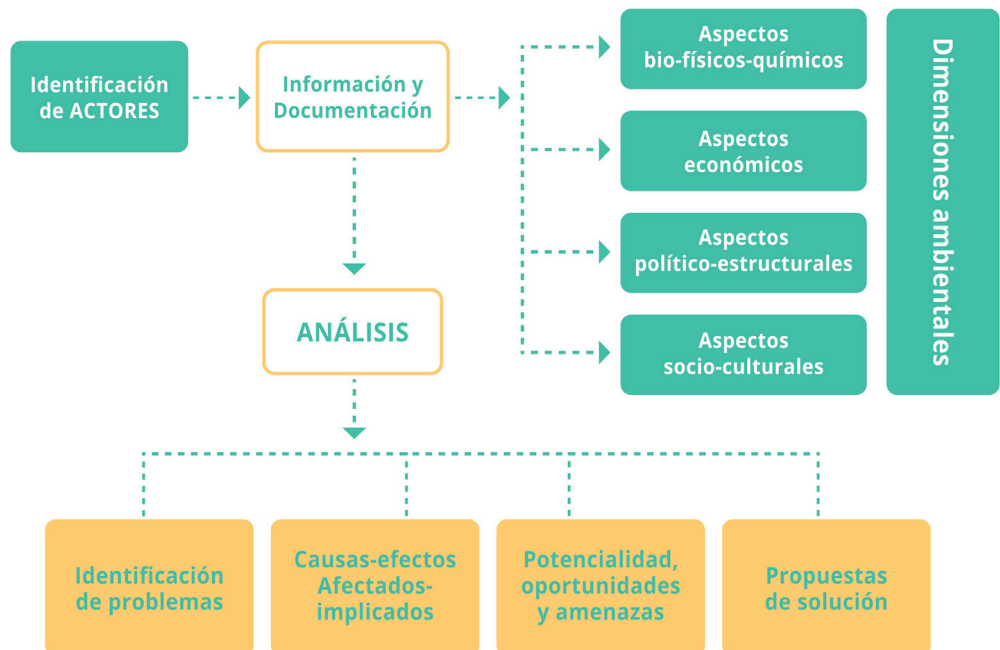 Identificación
de ACTORES
Información y
Documentación
Aspectos
bio-físicos-químicos
Aspectos
económicos
Aspectos
político-estructurales
Aspectos
socio-culturales
Dimensiones ambientales
ANÁLISIS
Identificación
de problemas
Causas-efectos
Afectados-
implicados
Potencialidad,
oportunidades
y amenazas
Propuestas
de solución